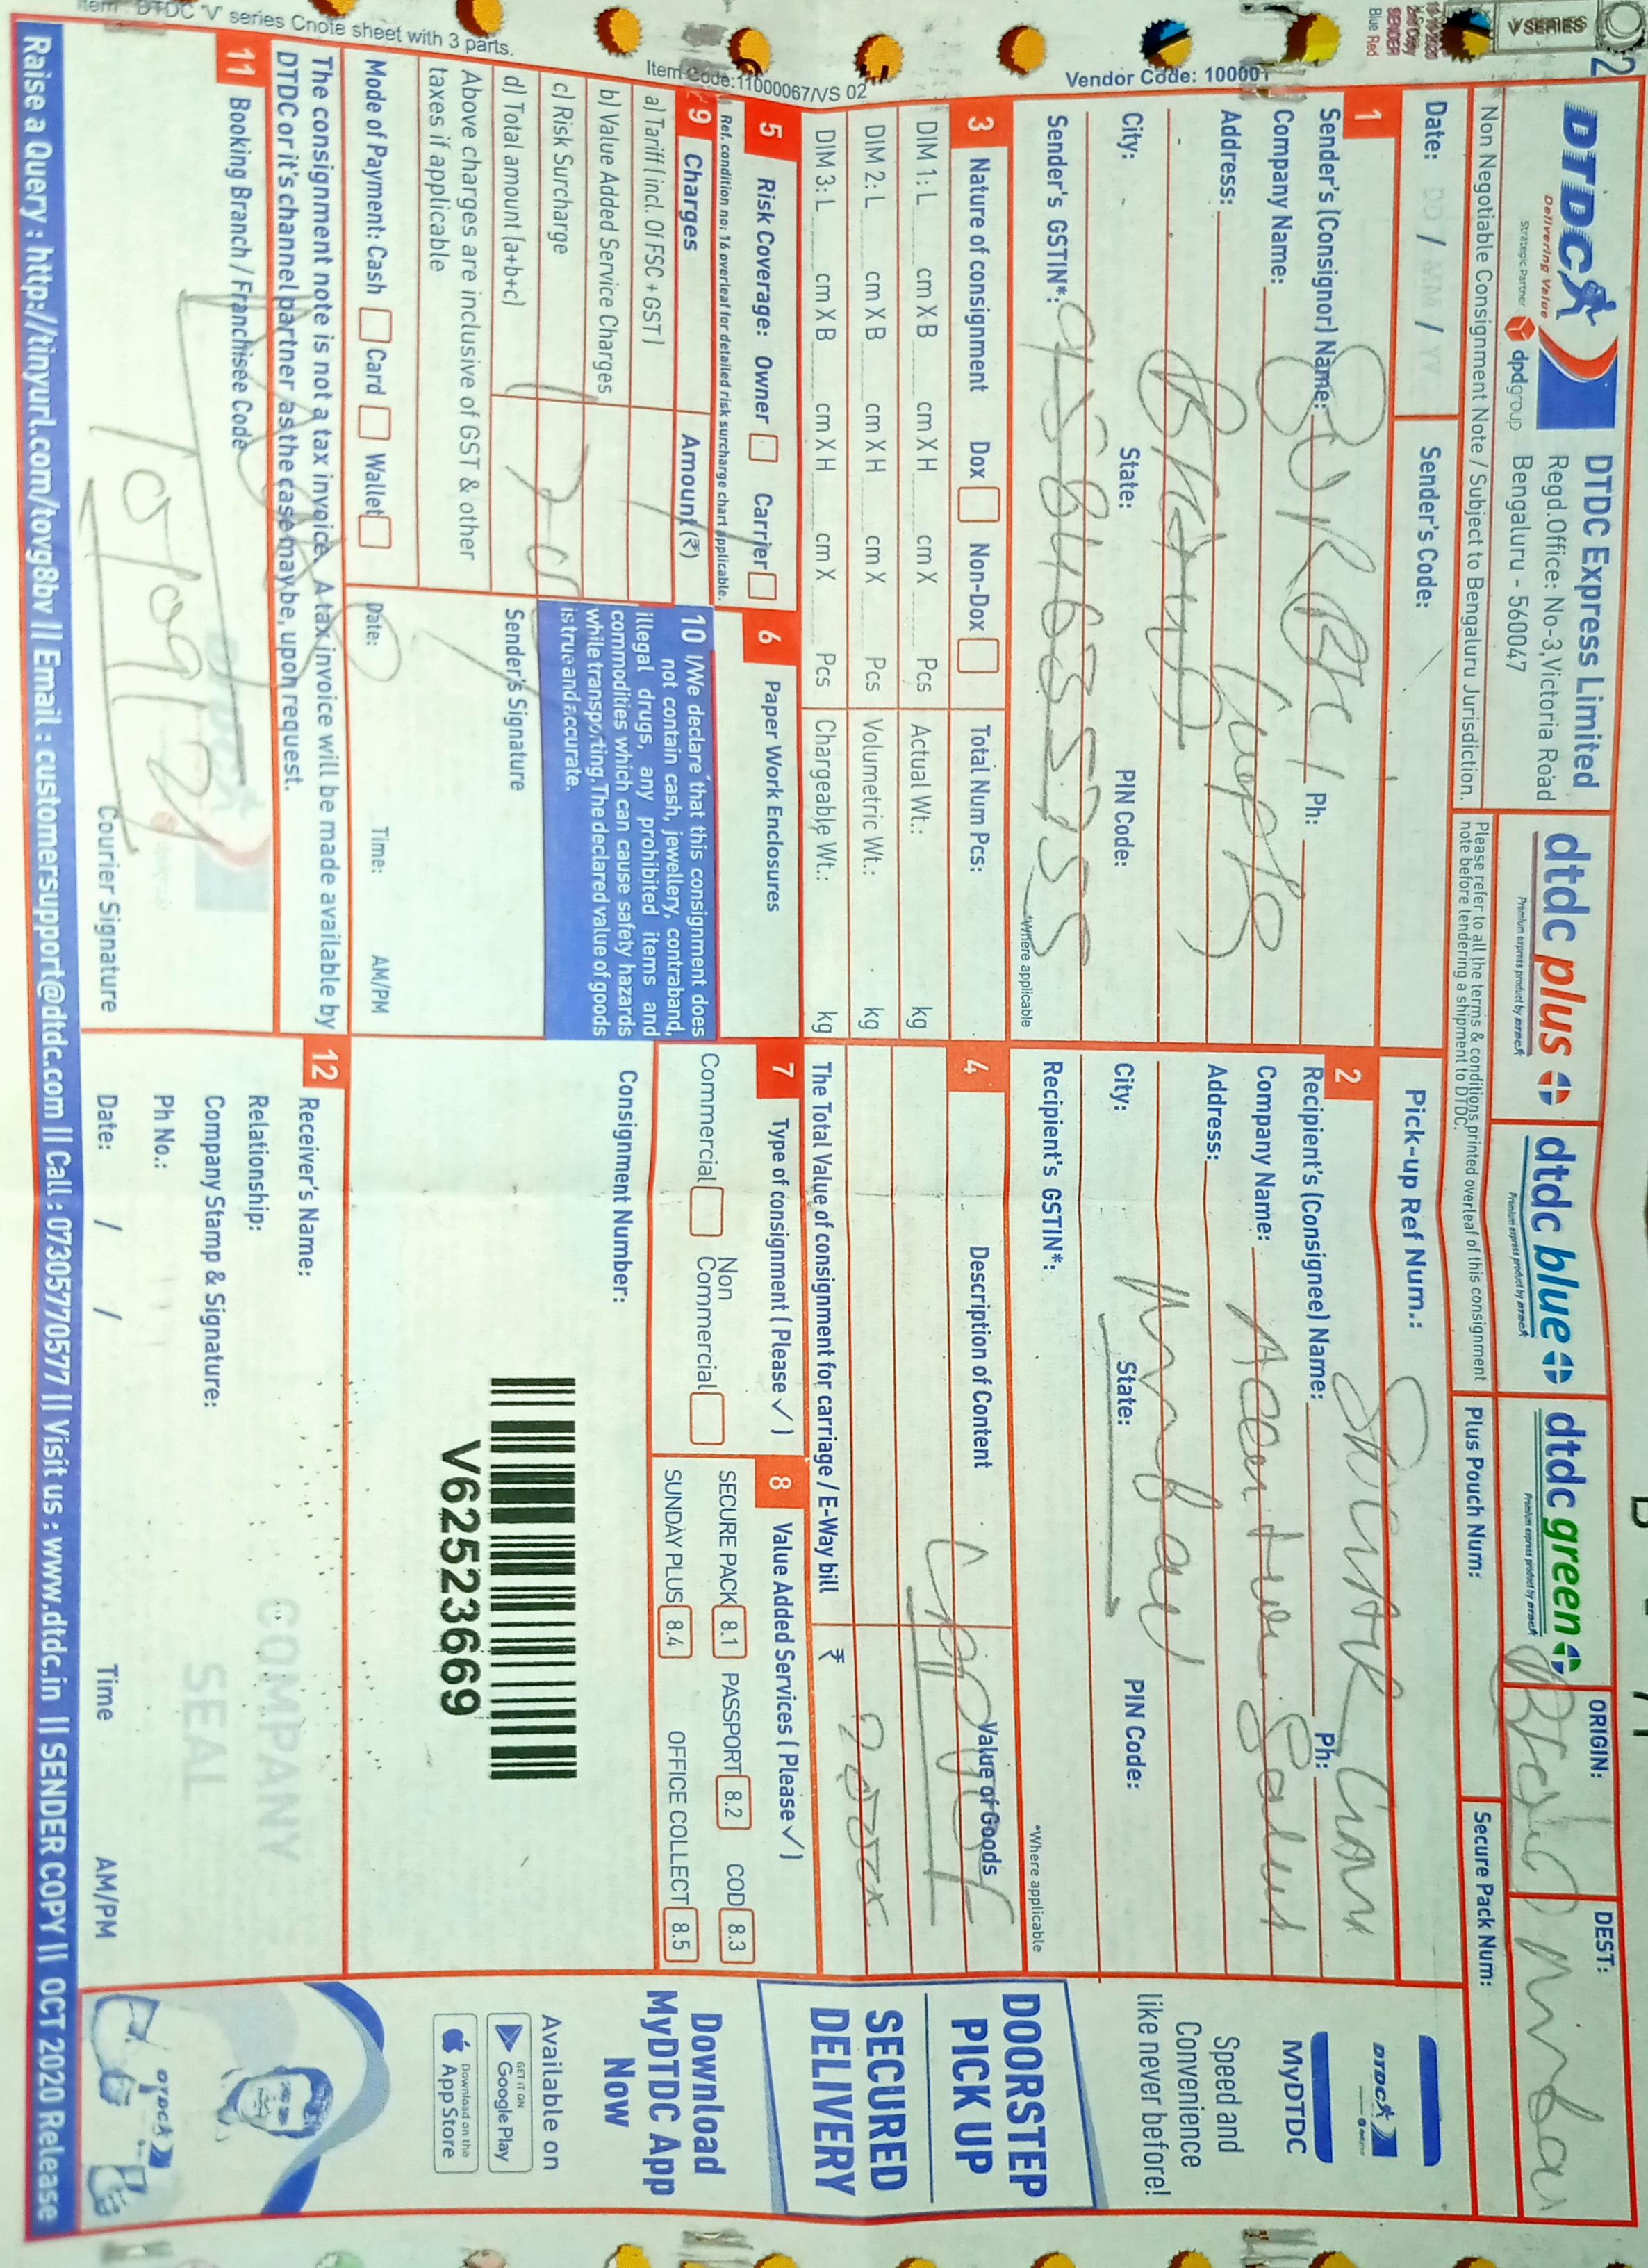 VSERIES
2
DTDC
Delivering Value
Strategic Partner dpdgroup
DTDC Express Limited
Regd.Office: No-3,Victoria Road
Bengaluru - 560047
dtdc plus
Premium express product by DTDC
dtdc blue
Premium express product by DTDC
dtdc green
Premium express product by DTDC
ORIGIN:
DEST:
Non Negotiable Consignment Note / Subject to Bengaluru Jurisdiction.
Please refer to all the terms & conditions printed overleaf of this consignment
note before tendering a shipment to DTDC.
Plus Pouch Num:
Secure Pack Num:
2nd Copy
SENDER
Blue Red
Date: DD / MM / YY
Sender's Code:
Pick-up Ref Num.:
1
SURBHI
Sender's (Consignor) Name: Ph:
Company Name: Gupta
Address:
City: State: PIN Code:
Sender's GSTIN*:
*Where applicable
2
Recipient's (Consignee) Name: Ph:
Company Name:
Address:
City: State: PIN Code:
Recipient's GSTIN*:
*Where applicable
3 Nature of consignment Dox Non-Dox
Total Num Pcs:
DIM 1: L cm X B cm X H cm X Pcs
Actual Wt.: kg
DIM 2: L cm X B cm X H cm X Pcs
Volumetric Wt.: kg
DIM 3: L cm X B cm X H cm X Pcs
Chargeable Wt.: kg
4 Description of Content
Value of Goods
The Total Value of consignment for carriage / E-Way bill ₹
5 Risk Coverage: Owner Carrier
Ref. condition no: 16 overleaf for detailed risk surcharge chart applicable.
6 Paper Work Enclosures
7 Type of consignment ( Please ✓ )
Commercial Non Commercial
8 Value Added Services ( Please ✓ )
SECURE PACK 8.1 PASSPORT 8.2 COD 8.3
SUNDAY PLUS 8.4 OFFICE COLLECT 8.5
9 Charges Amount (₹)
a) Tariff ( incl. Of FSC + GST )
b) Value Added Service Charges
c) Risk Surcharge
d) Total amount (a+b+c)
Above charges are inclusive of GST & other
taxes if applicable
Mode of Payment: Cash Card Wallet
10 I/We declare that this consignment does
not contain cash, jewellery, contraband,
illegal drugs, any prohibited items and
commodities which can cause safety hazards
while transporting. The declared value of goods
is true and accurate.
Sender's Signature
Date: Time: AM/PM
Consignment Number:
V62523669
The consignment note is not a tax invoice. A tax invoice will be made available by
DTDC or it's channel partner as the case may be, upon request.
11 Booking Branch / Franchisee Code
10/09/21
Courier Signature
12 Receiver's Name:
Relationship:
Company Stamp & Signature:
Ph No.:
Date: / / Time AM/PM
COMPANY
SEAL
DTDC
MyDTDC
Speed and
Convenience
like never before!
DOORSTEP
PICK UP
SECURED
DELIVERY
Download
MyDTDC App
Now
Available on
GET IT ON
Google Play
Download on the
App Store
DTDC
Vendor Code: 10000
Item Code:11000067/VS 02
Item - DTDC 'V' series Cnote sheet with 3 parts.
Raise a Query : http://tinyurl.com/tovg8bv || Email : customersupport@dtdc.com || Call : 07305770577 || Visit us : www.dtdc.in || SENDER COPY || OCT 2020 Release